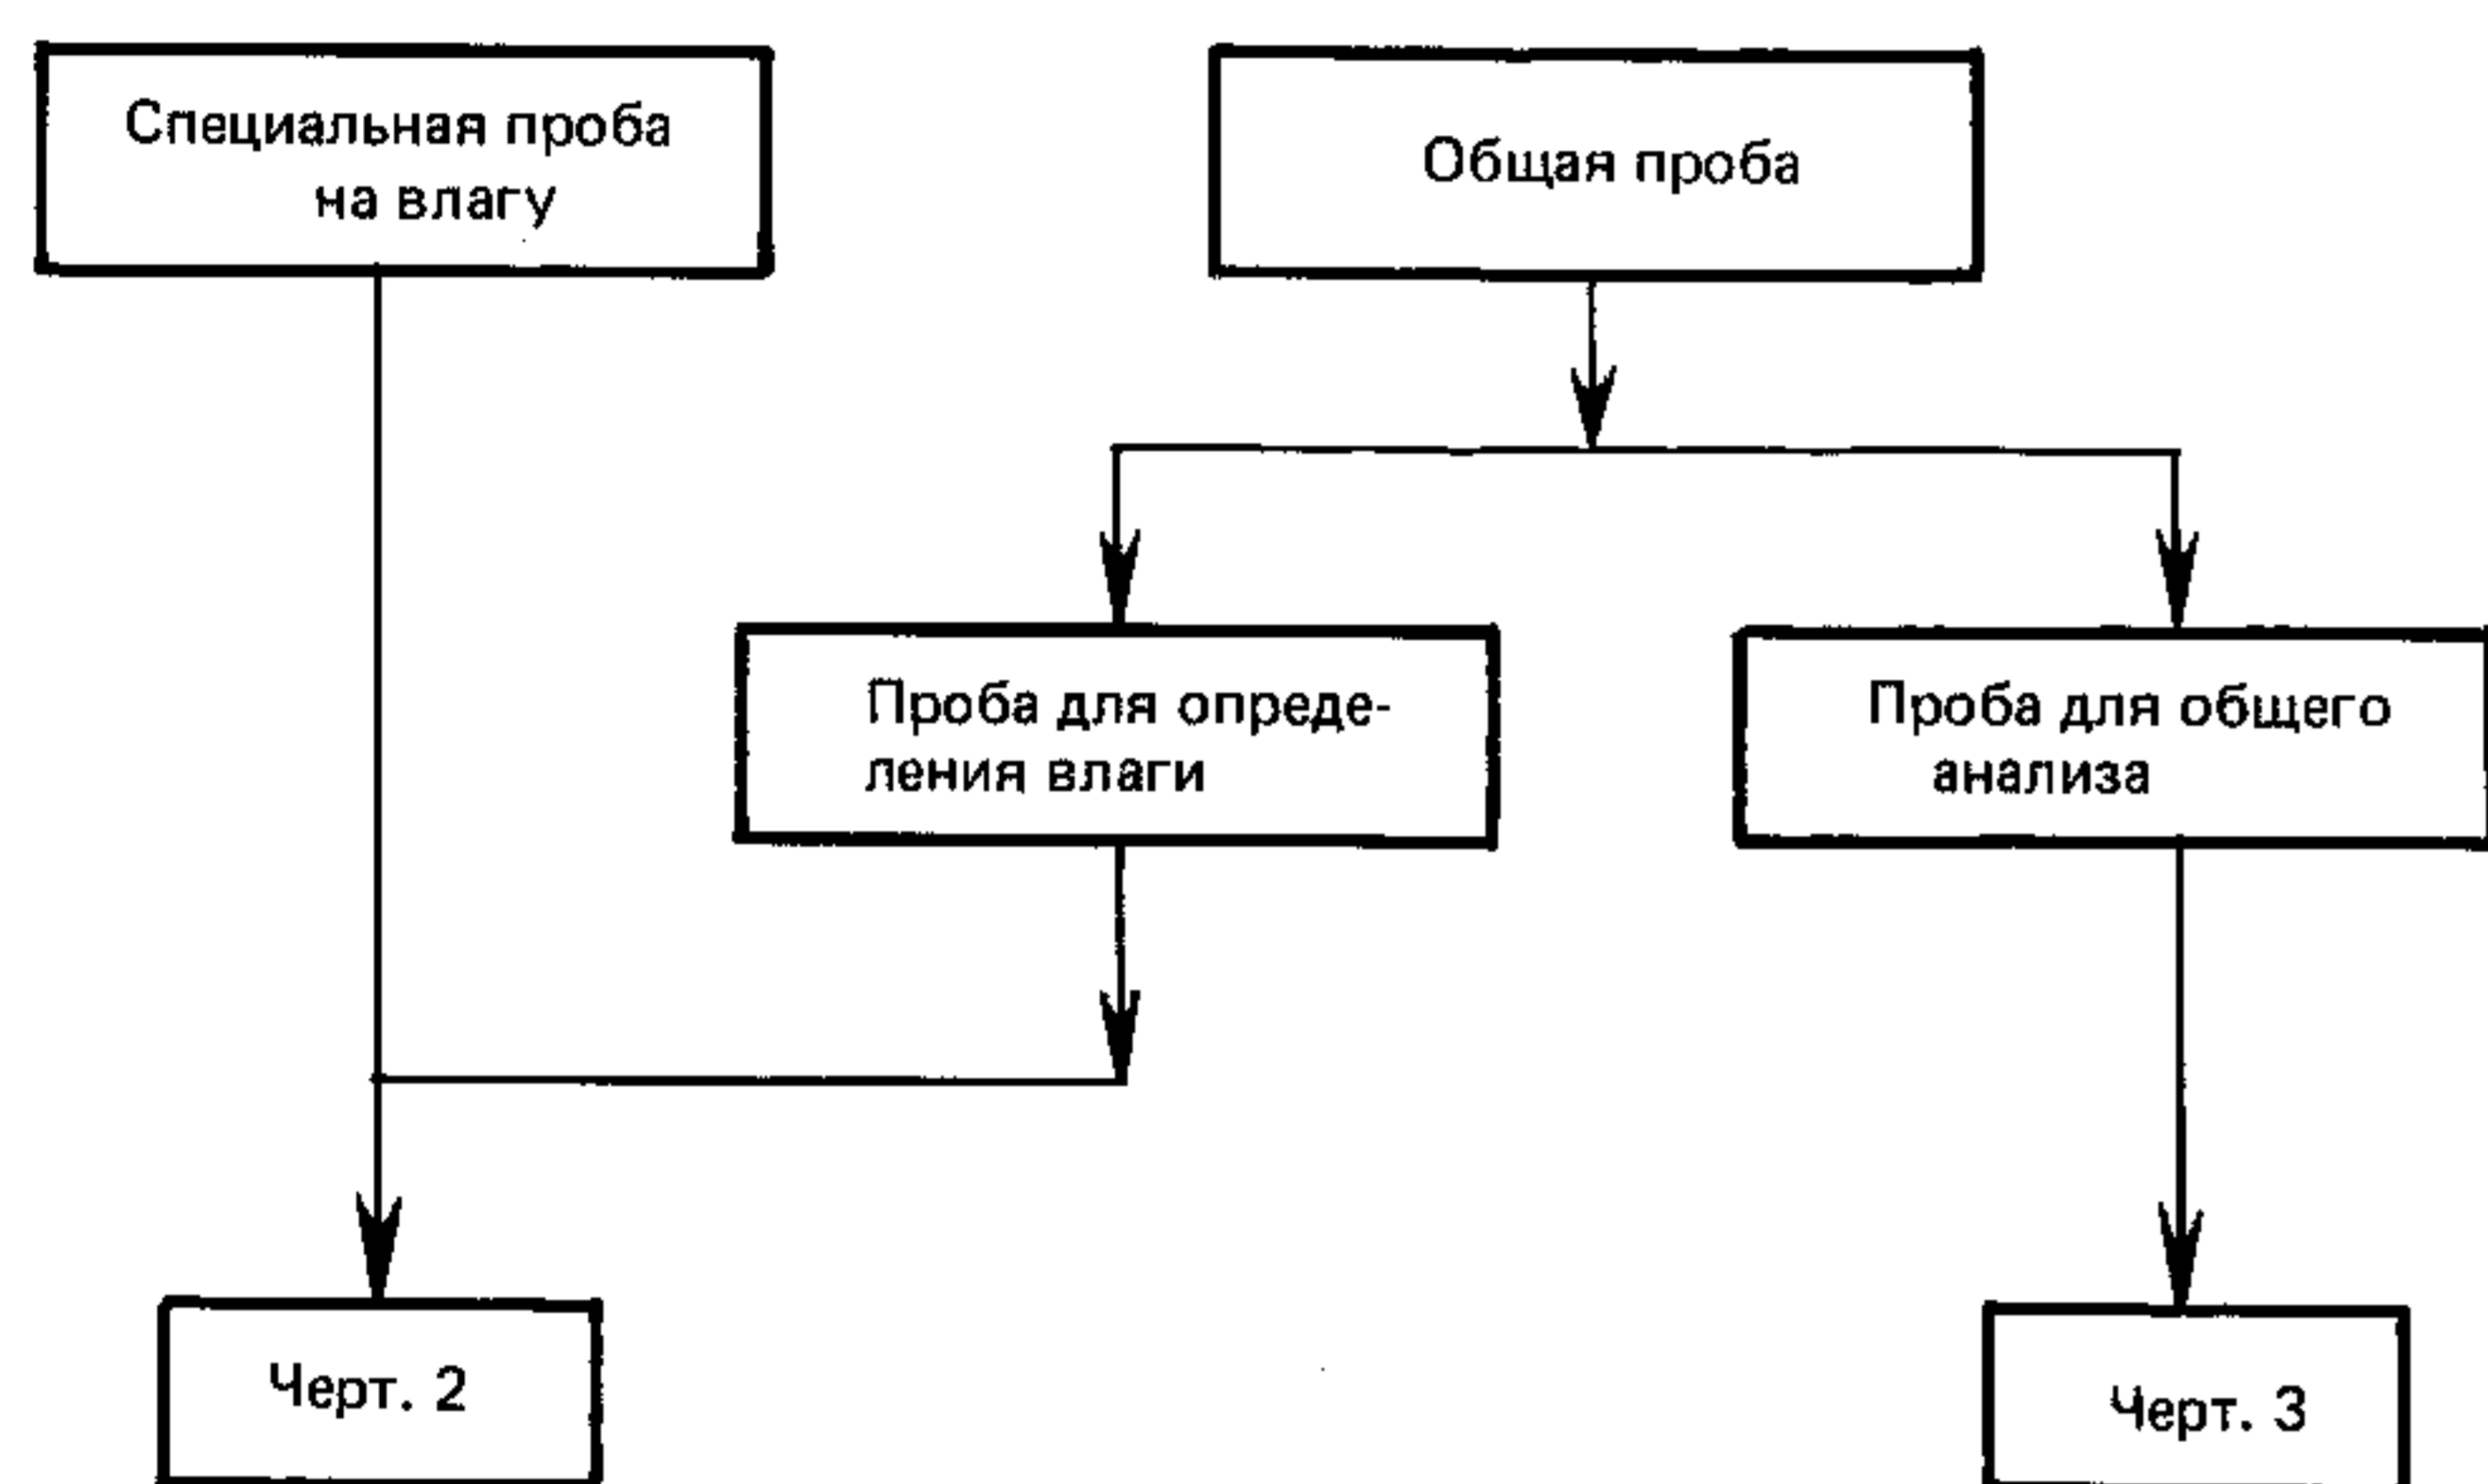 Специальная проба
на влагу
Общая проба
Проба для опреде-
ления влаги
Проба для общего
анализа
Черт. 2
Черт. 3